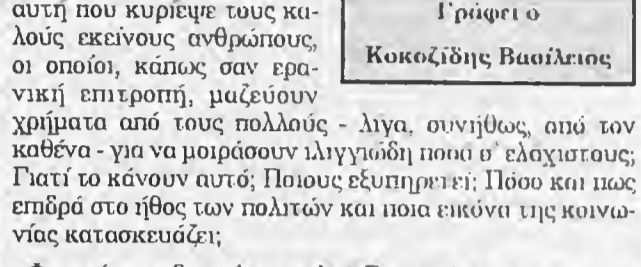 αυτή που κυρίεψε τους κα-
λούς εκείνους ανθρώπους,
οι οποίοι, κάπως σαν ερα-
νική επιτροπή, μαζεύουν
Γράφει ο
Κοκοζίδης Βασίλειος
χρήματα από τους πολλούς - λίγα, συνήθως, από τον
καθένα - για να μοιράσουν ιλιγγιώδη ποσά σ' ελάχιστους;
Γιατί το κάνουν αυτό; Ποιους εξυπηρετεί; Πόσο και πως
επιδρά στο ήθος των πολιτών και ποια εικόνα της κοινω-
νίας κατασκευάζει;